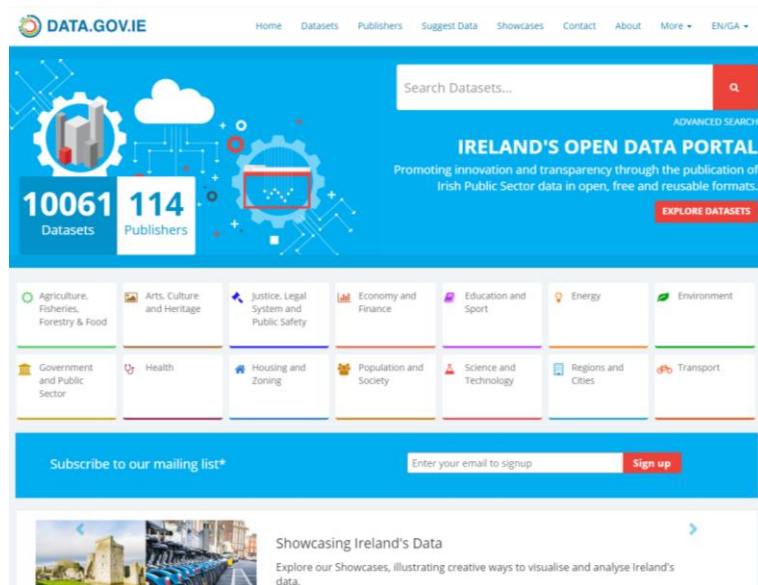 DATA.GOV.IE
Home Datasets Publishers Suggest Data Showcases Contact About More EN/GA
Search Datasets...
ADVANCED SEARCH
IRELAND'S OPEN DATA PORTAL
Promoting innovation and transparency through the publication of
Irish Public Sector data in open, free and reusable formats.
EXPLORE DATASETS
10061
Datasets
114
Publishers
Agriculture,
Fisheries,
Forestry & Food
Arts, Culture
and Heritage
Justice, Legal
System and
Public Safety
Economy and
Finance
Education and
Sport
Energy
Environment
Government
and Public
Sector
Health
Housing and
Zoning
Population and
Society
Science and
Technology
Regions and
Cities
Transport
Subscribe to our mailing list*
Enter your email to signup
Sign up
Showcasing Ireland's Data
Explore our Showcases, illustrating creative ways to visualise and analyse Ireland's
data.